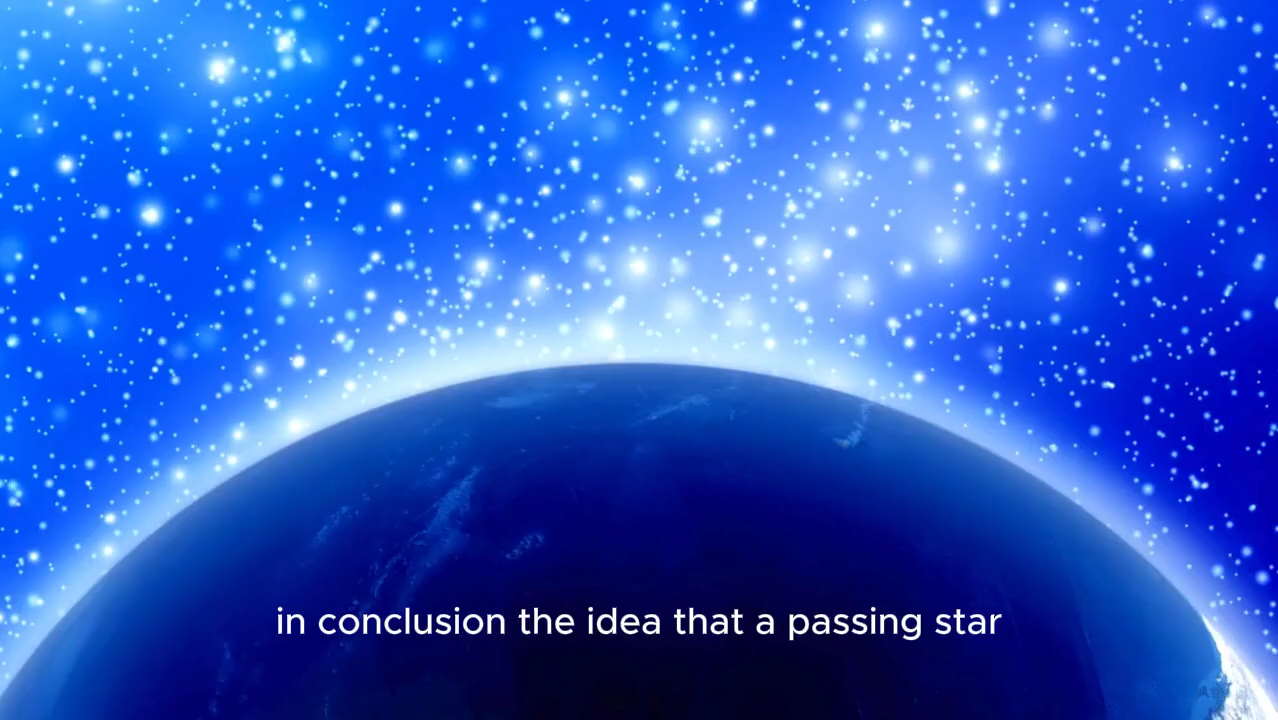 in conclusion the idea that a passing star